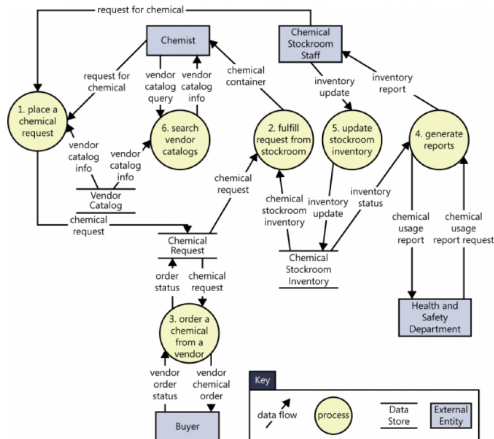 request for chemical
Chemist
Chemical
Stockroom
Staff
request for
chemical
vendor
catalog
query
vendor
catalog
info
chemical
container
inventory
update
inventory
report
1. place a
chemical
request
6. search
vendor
catalogs
2. fulfill
request from
stockroom
5. update
stockroom
inventory
4. generate
reports
vendor
catalog
info
vendor
catalog
info
Vendor
Catalog
chemical
request
chemical
request
chemical
stockroom
inventory
inventory
update
inventory
status
Chemical
Request
Chemical
Stockroom
Inventory
chemical
usage
report
chemical
usage
report request
order
status
chemical
request
Health and
Safety
Department
3. order a
chemical
from a
vendor
vendor
order
status
vendor
chemical
order
Buyer
Key
data flow
process
Data
Store
External
Entity